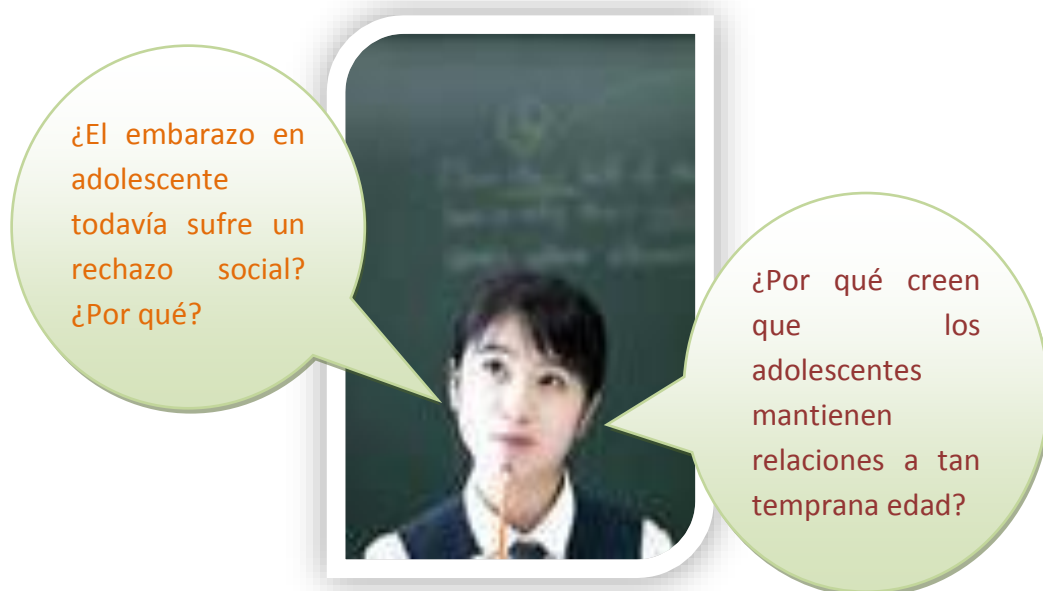 ¿El embarazo en
adolescente
todavía sufre un
rechazo social?
¿Por qué?
¿Por qué creen
que los
adolescentes
mantienen
relaciones a tan
temprana edad?